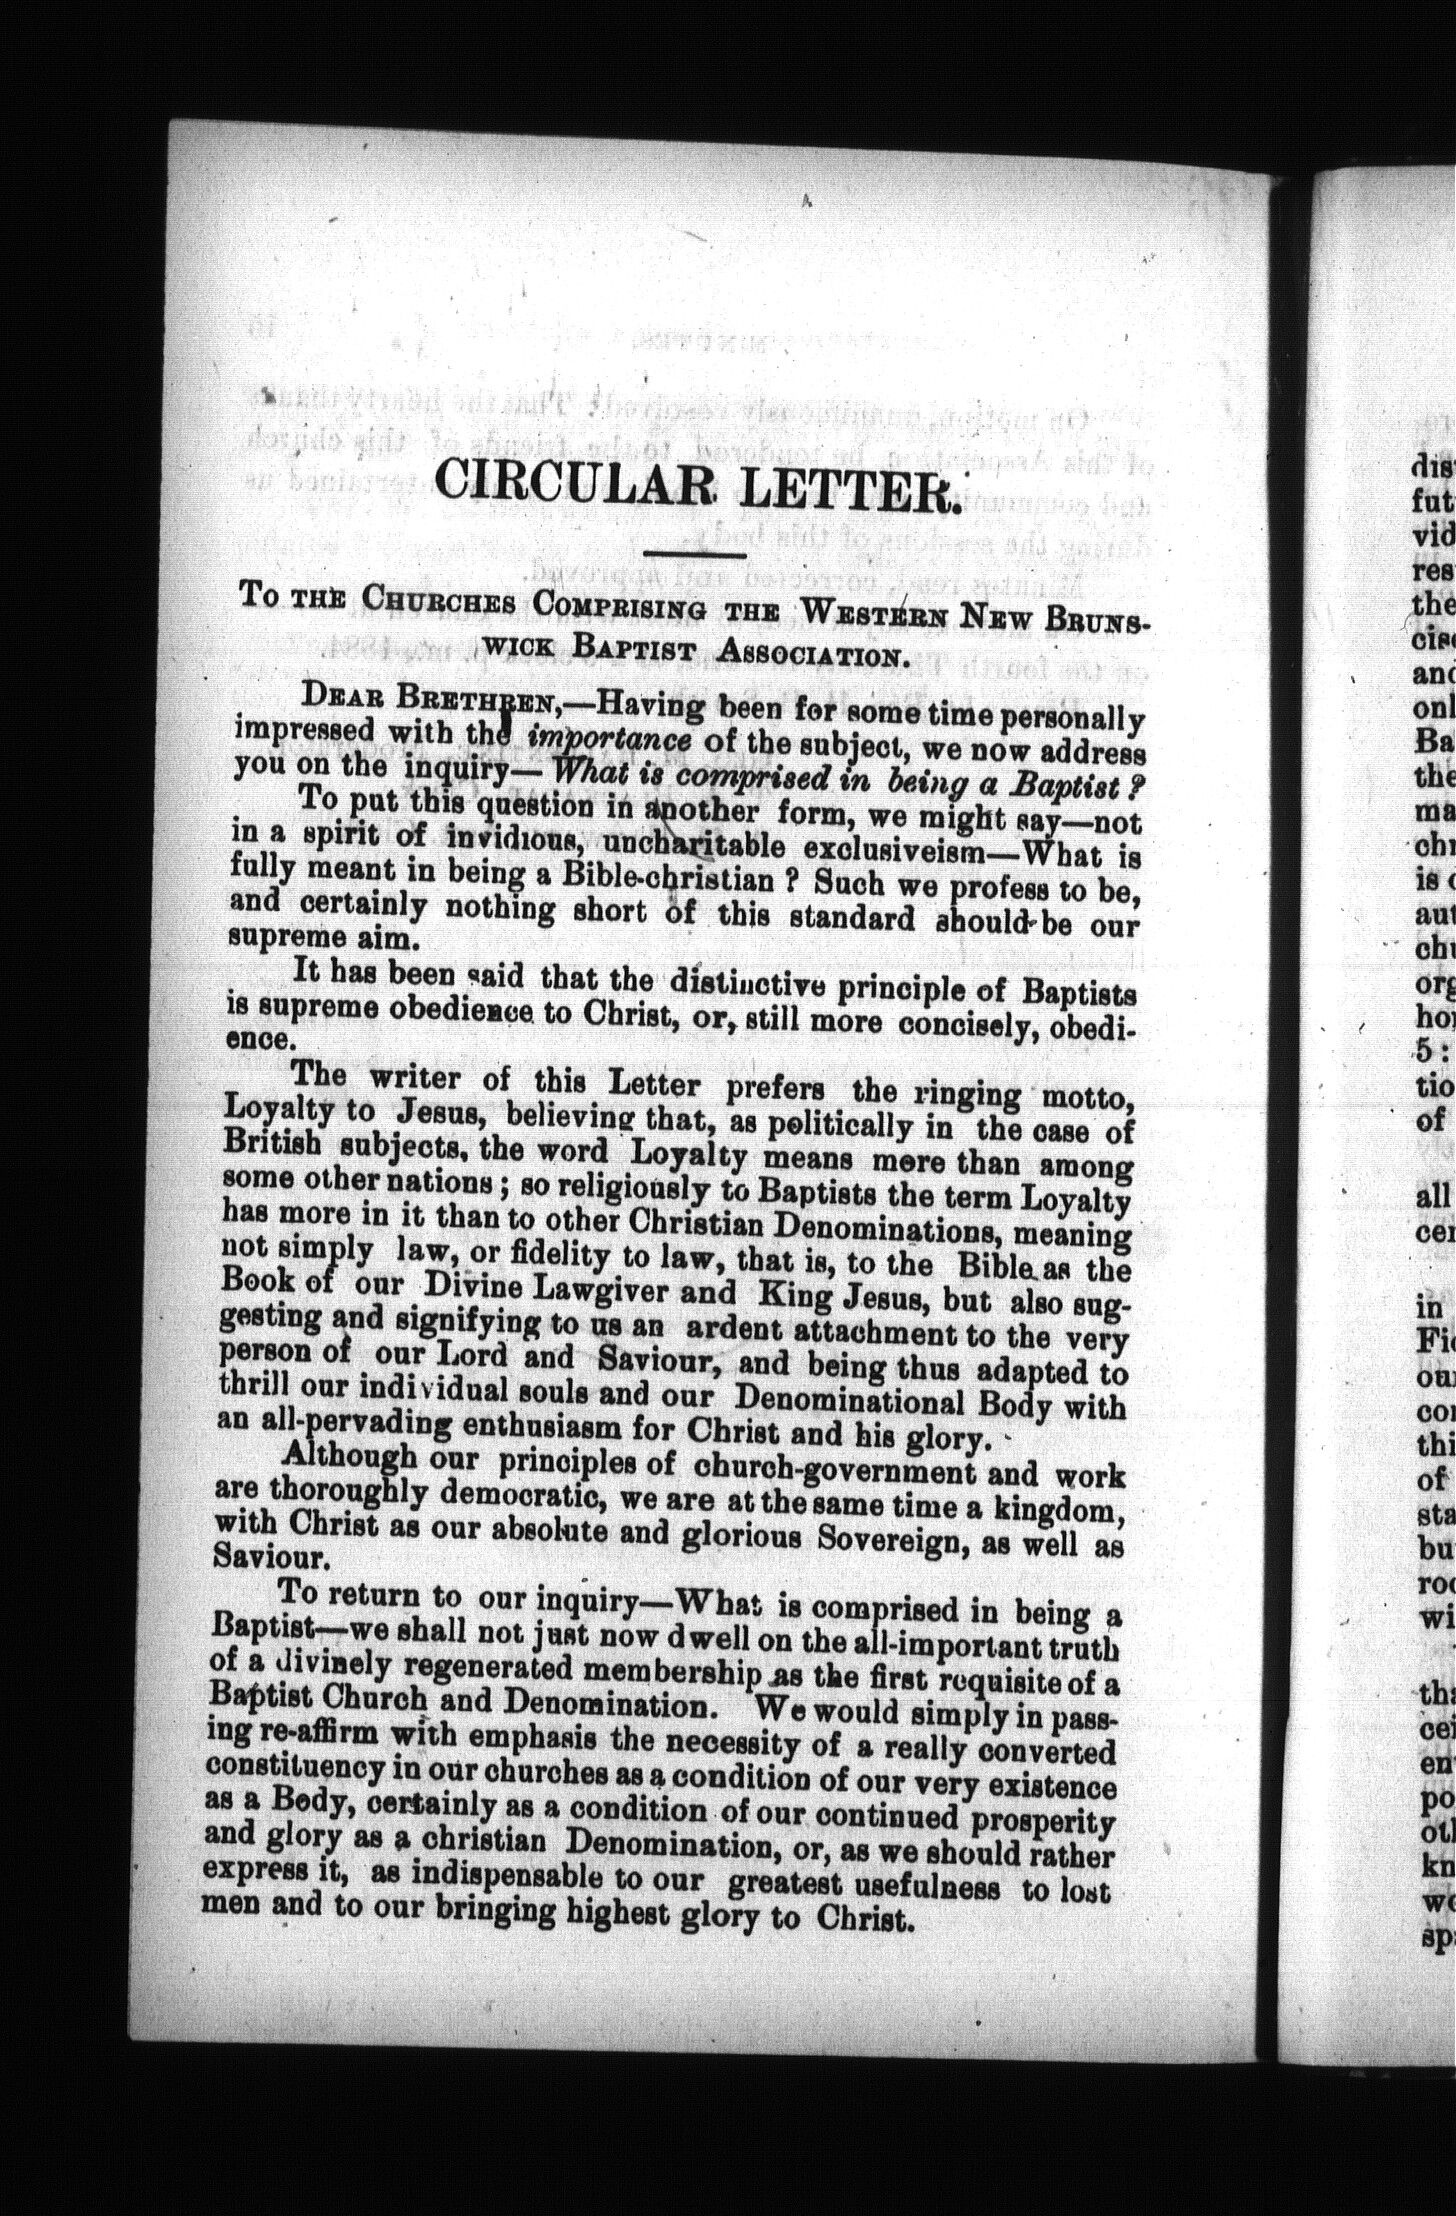 CIRCULAR LETTER.
TO THE CHURCHES COMPRISING THE WESTERN NEW BRUNS-
WICK BAPTIST ASSOCIATION.
DEAR BRETHREN,—Having been for some time personally
impressed with the importance of the subject, we now address
you on the inquiry—What is comprised in being a Baptist?
To put this question in another form, we might say—not
in a spirit of invidious, uncharitable exclusiveism—What is
fully meant in being a Bible-christian? Such we profess to be,
and certainly nothing short of this standard should be our
supreme aim.
It has been said that the distinctive principle of Baptists
is supreme obedience to Christ, or, still more concisely, obedi-
ence.
The writer of this Letter prefers the ringing motto,
Loyalty to Jesus, believing that, as politically in the case of
British subjects, the word Loyalty means more than among
some other nations; so religiously to Baptists the term Loyalty
has more in it than to other Christian Denominations, meaning
not simply law, or fidelity to law, that is, to the Bible as the
Book of our Divine Lawgiver and King Jesus, but also sug-
gesting and signifying to us an ardent attachment to the very
person of our Lord and Saviour, and being thus adapted to
thrill our individual souls and our Denominational Body with
an all-pervading enthusiasm for Christ and his glory.
Although our principles of church-government and work
are thoroughly democratic, we are at the same time a kingdom,
with Christ as our absolute and glorious Sovereign, as well as
Saviour.
To return to our inquiry—What is comprised in being a
Baptist—we shall not just now dwell on the all-important truth
of a divinely regenerated membership as the first requisite of a
Baptist Church and Denomination. We would simply in pass-
ing re-affirm with emphasis the necessity of a really converted
constituency in our churches as a condition of our very existence
as a Body, certainly as a condition of our continued prosperity
and glory as a christian Denomination, or, as we should rather
express it, as indispensable to our greatest usefulness to lost
men and to our bringing highest glory to Christ.